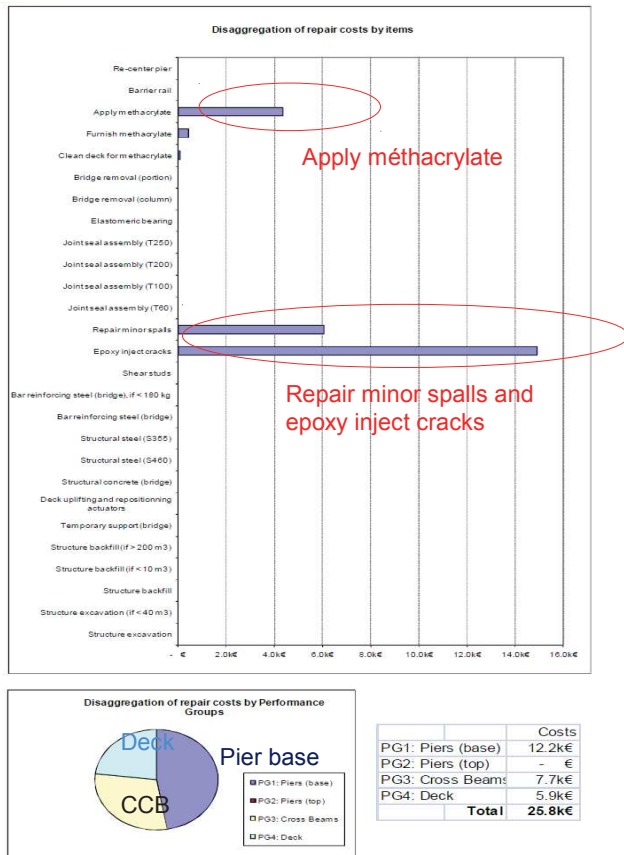 Disaggregation of repair costs by items
Re-center pier
Barrier rail
Apply methacrylate
Furnish methacrylate
Clean deck for methacrylate
Apply méthacrylate
Bridge removal (portion)
Bridge removal (column)
Elastomeric bearing
Joint seal assembly (T250)
Joint seal assembly (T200)
Joint seal assembly (T100)
Joint seal assembly (T60)
Repair minor spalls
Epoxy inject cracks
Shear studs
Repair minor spalls and
epoxy inject cracks
Bar reinforcing steel (bridge), if < 180 kg
Bar reinforcing steel (bridge)
Structural steel (S355)
Structural steel (S460)
Structural concrete (bridge)
Deck uplifting and repositionning
actuators
Temporary support (bridge)
Structure backfill (if > 200 m3)
Structure backfill (if < 10 m3)
Structure backfill
Structure excavation (if < 40 m3)
Structure excavation
- € 2.0k€ 4.0k€ 6.0k€ 8.0k€ 10.0k€ 12.0k€ 14.0k€ 16.0k€
Disaggregation of repair costs by Performance
Groups
Deck
Pier base
CCB
PG1: Piers (base)
PG2: Piers (top)
PG3: Cross Beams
PG4: Deck
Costs
PG1: Piers (base) 12.2k€
PG2: Piers (top) - €
PG3: Cross Beams 7.7k€
PG4: Deck 5.9k€
Total 25.8k€